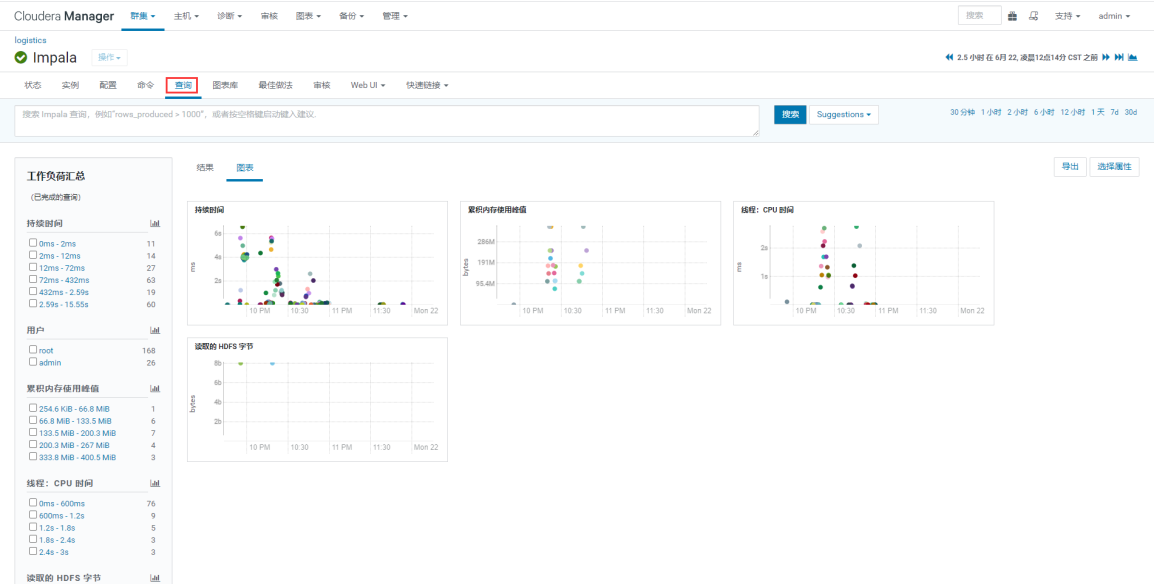 Cloudera Manager 群集 主机 诊断 审核 图表 备份 管理 搜索 支持 admin
logistics
Impala 操作 2.5 小时 在 6月 22, 凌晨12点14分 CST 之前
状态 实例 配置 命令 查询 图表库 最佳做法 审核 Web UI 快速链接
搜索 Impala 查询，例如"rows_produced > 1000"，或者按空格键启动键入建议. 搜索 Suggestions 30 分钟 1 小时 2 小时 6 小时 12 小时 1 天 7d 30d
工作负荷汇总
(已完成的查询)
持续时间
0ms - 2ms 11
2ms - 12ms 14
12ms - 72ms 27
72ms - 432ms 63
432ms - 2.59s 19
2.59s - 15.55s 60
用户
root 168
admin 26
累积内存使用峰值
254.6 KiB - 66.8 MiB 1
66.8 MiB - 133.5 MiB 6
133.5 MiB - 200.3 MiB 7
200.3 MiB - 267 MiB 4
333.8 MiB - 400.5 MiB 3
线程：CPU 时间
0ms - 600ms 76
600ms - 1.2s 9
1.2s - 1.8s 5
1.8s - 2.4s 3
2.4s - 3s 3
读取的 HDFS 字节
结果 图表 导出 选择属性
持续时间
ms
6s
4s
2s
10 PM 10:30 11 PM 11:30 Mon 22
累积内存使用峰值
bytes
286M
191M
95.4M
10 PM 10:30 11 PM 11:30 Mon 22
线程：CPU 时间
ms
2s
1s
10 PM 10:30 11 PM 11:30 Mon 22
读取的 HDFS 字节
bytes
8b
6b
4b
2b
10 PM 10:30 11 PM 11:30 Mon 22